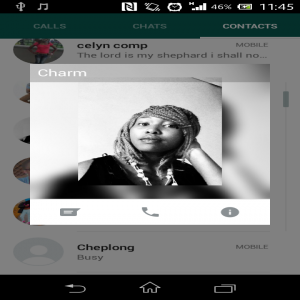 46% 11:45
CALLS CHATS CONTACTS
celyn comp MOBILE
The lord is my shephard i shall no...
Charm
Cheplong MOBILE
Busy